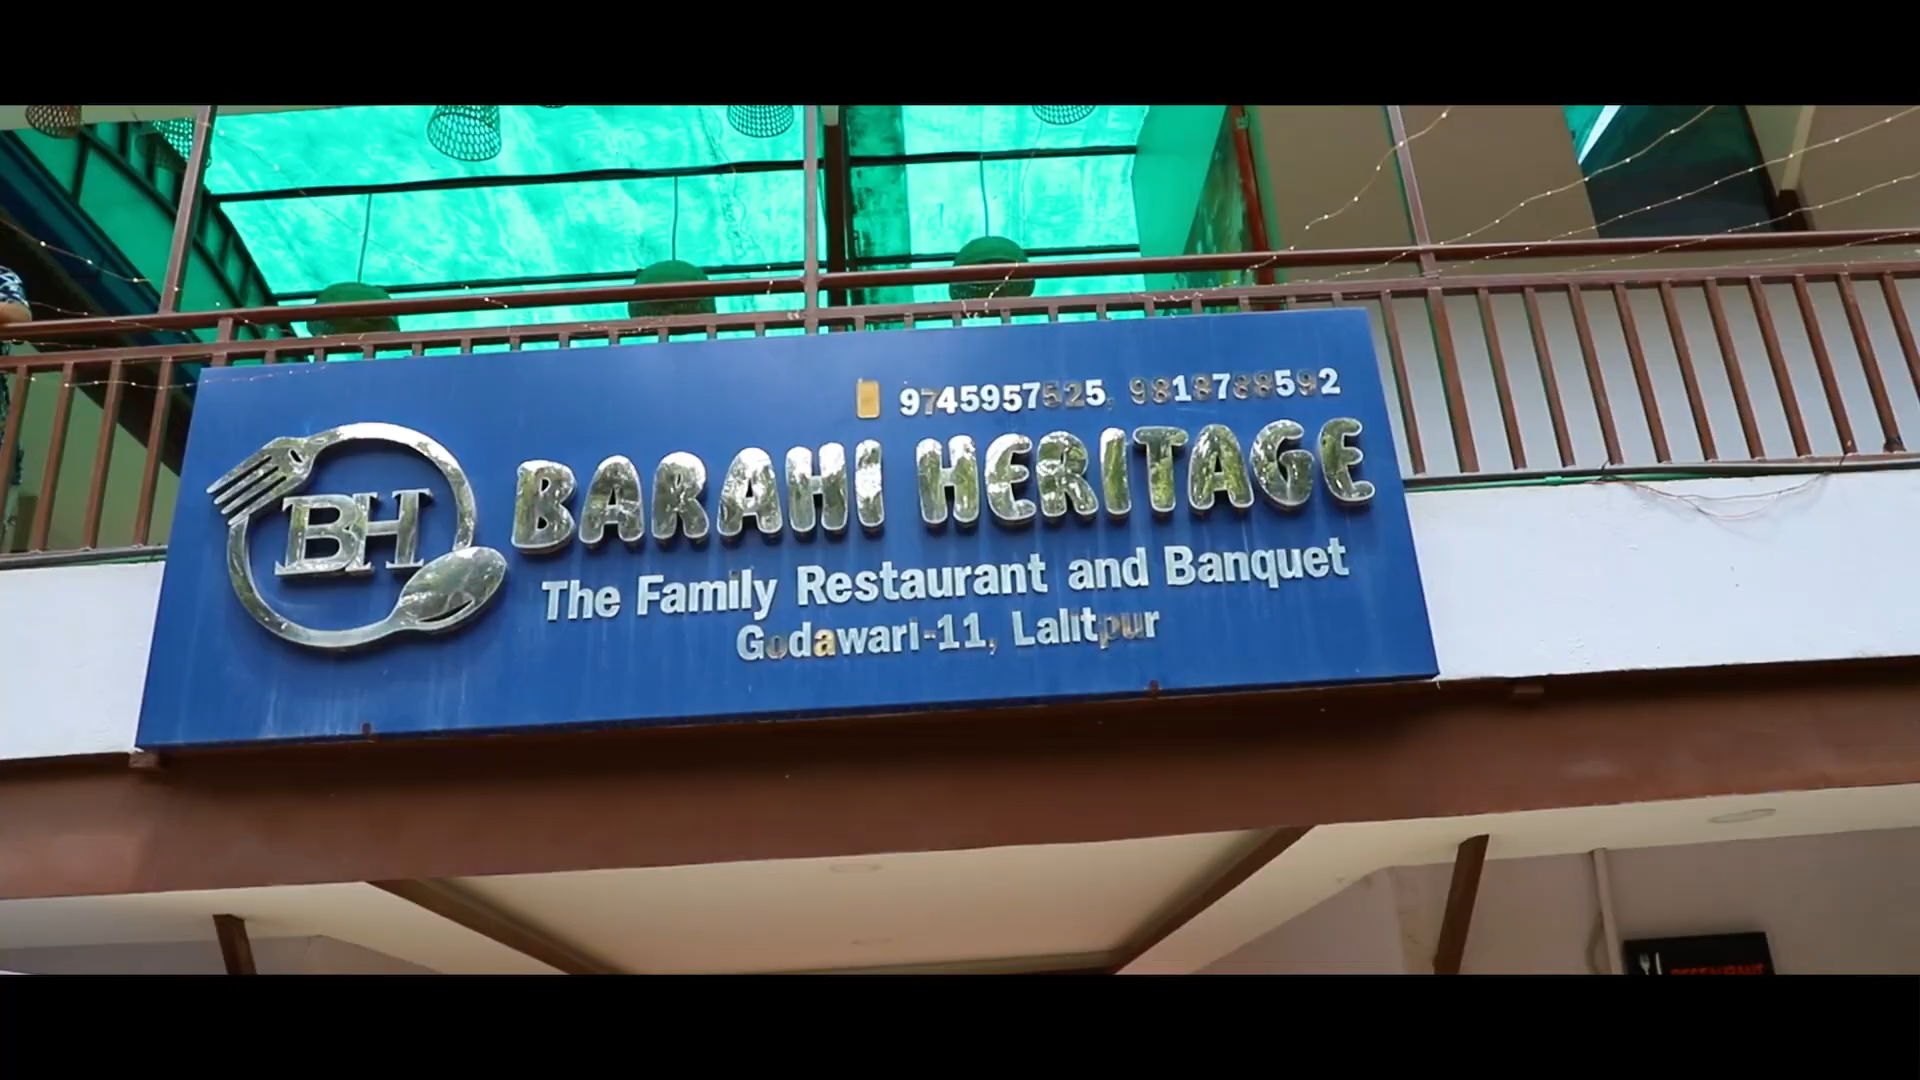 9745957525, 9818788592
BH
BARAHI HERITAGE
The Family Restaurant and Banquet
Godawari-11, Lalitpur